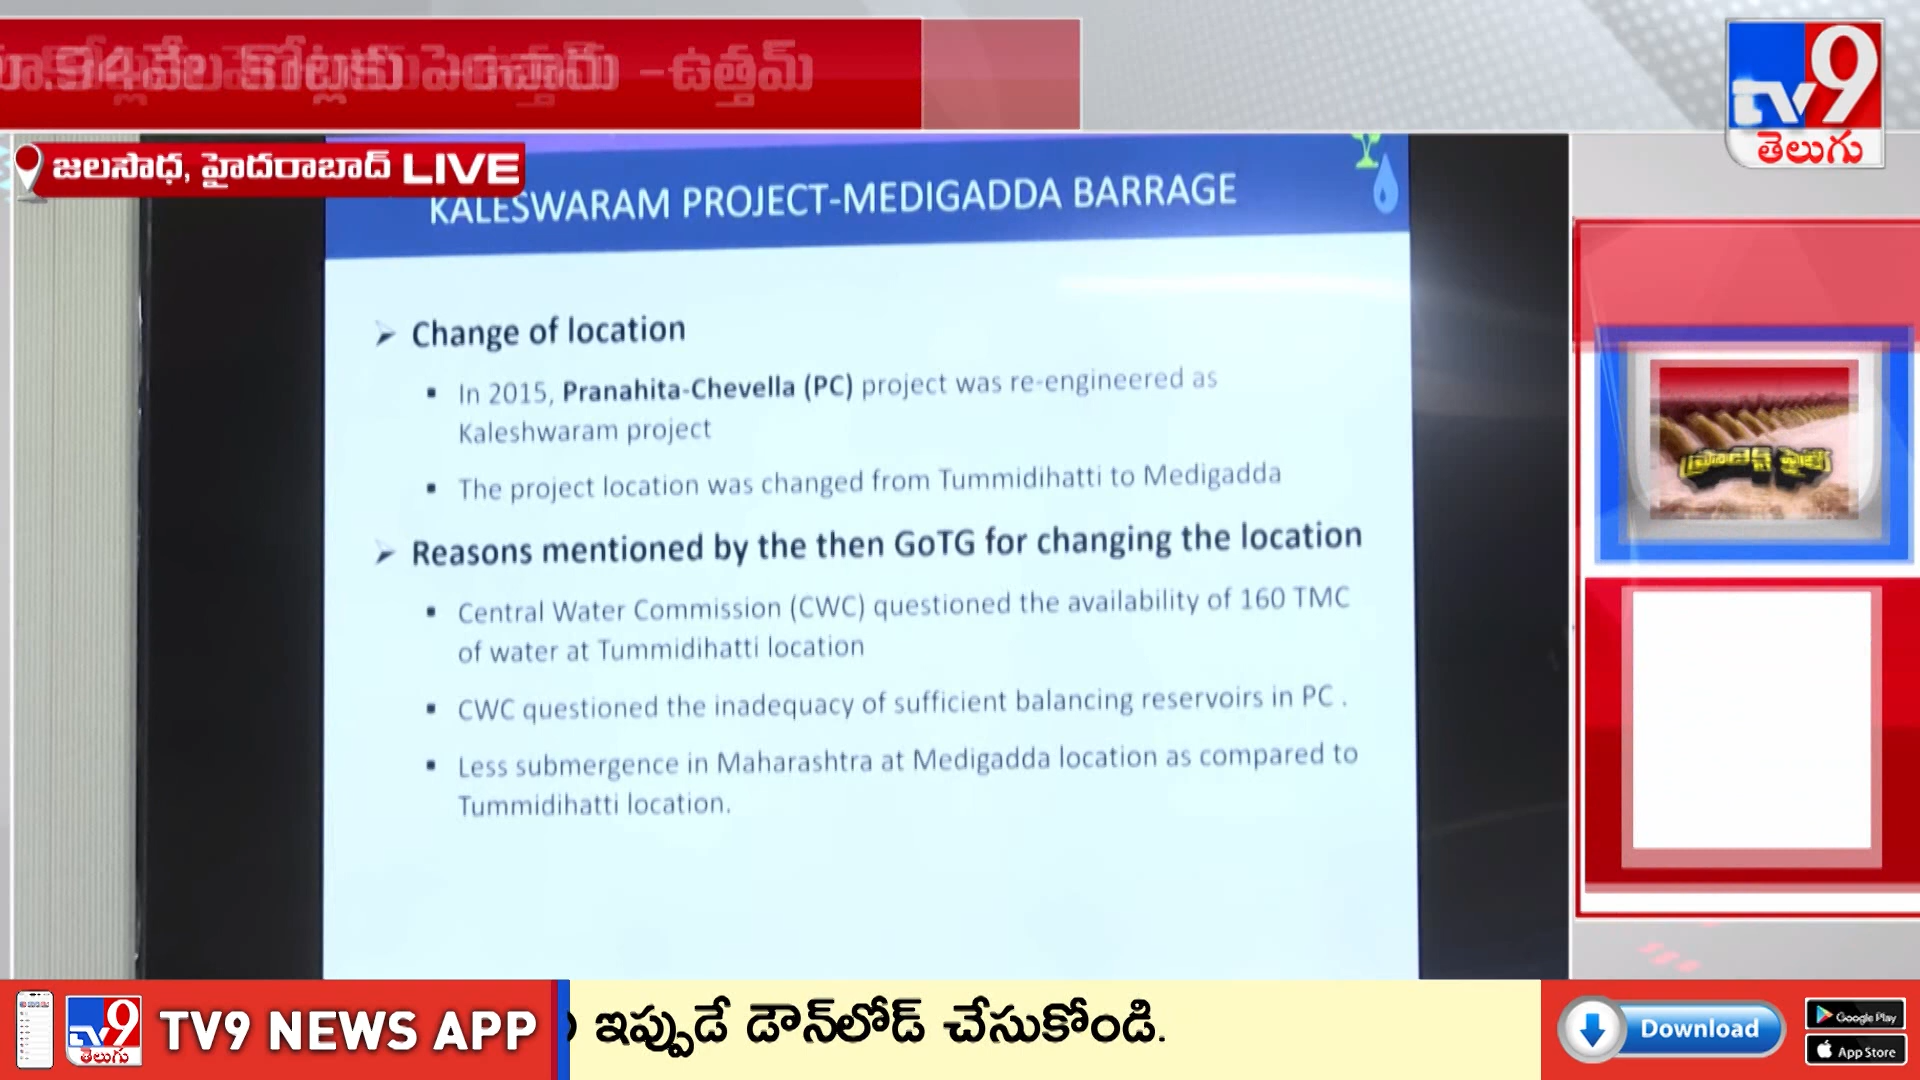 -ఉత్తమ్
TV9
తెలుగు
జలసౌధ, హైదరాబాద్ LIVE
KALESWARAM PROJECT-MEDIGADDA BARRAGE
➤ Change of location
▪ In 2015, Pranahita-Chevella (PC) project was re-engineered as
Kaleshwaram project
▪ The project location was changed from Tummidihatti to Medigadda
➤ Reasons mentioned by the then GoTG for changing the location
▪ Central Water Commission (CWC) questioned the availability of 160 TMC
of water at Tummidihatti location
▪ CWC questioned the inadequacy of sufficient balancing reservoirs in PC .
▪ Less submergence in Maharashtra at Medigadda location as compared to
Tummidihatti location.
TV9
తెలుగు
TV9 NEWS APP
ఇప్పుడే డౌన్‌లోడ్ చేసుకోండి.
Download
Google Play
App Store